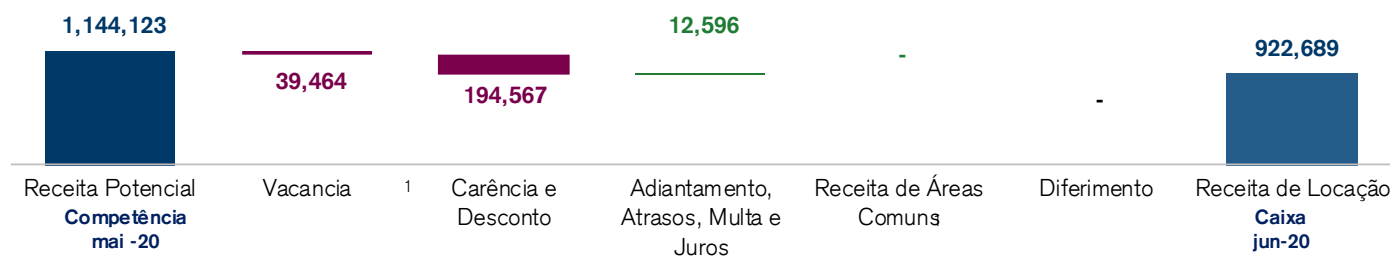 1,144,123
12,596
922,689
39,464
194,567
-
-
Receita Potencial
Vacancia
1
Carência e
Desconto
Adiantamento,
Atrasos, Multa e
Juros
Receita de Áreas
Comuns
Diferimento
Receita de Locação
Competência
mai -20
Caixa
jun-20